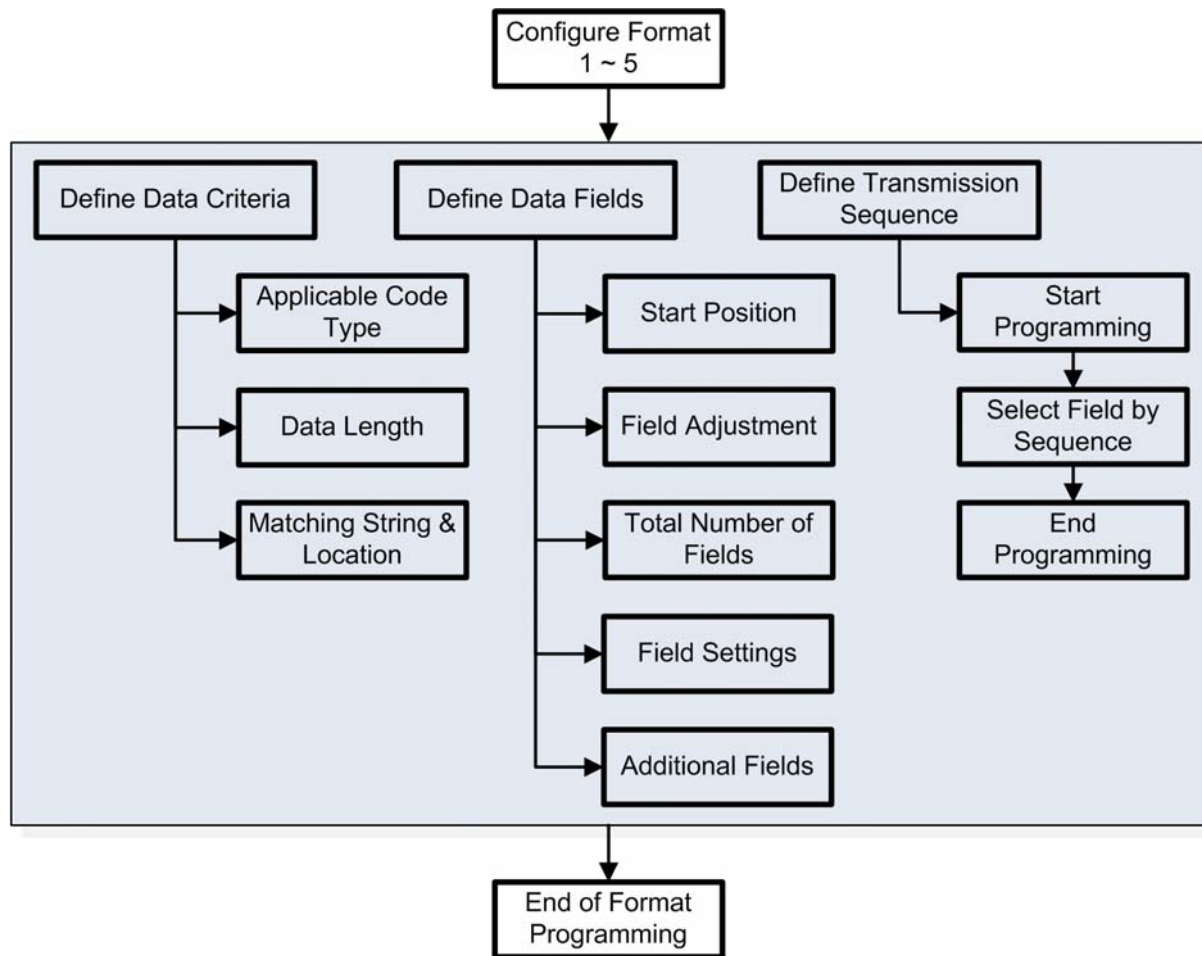 Configure Format
1 ~ 5
Define Data Criteria
Applicable Code
Type
Data Length
Matching String &
Location
Define Data Fields
Start Position
Field Adjustment
Total Number of
Fields
Field Settings
Additional Fields
Define Transmission
Sequence
Start
Programming
Select Field by
Sequence
End
Programming
End of Format
Programming